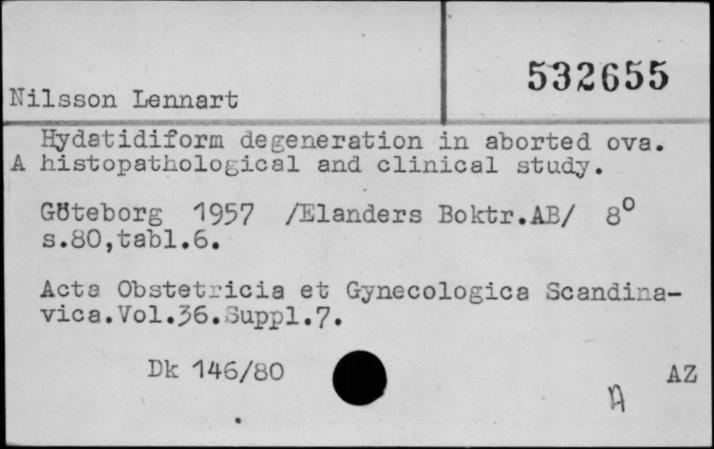 532655
Nilsson Lennart
Hydatidiform degeneration in aborted ova.
A histopathological and clinical study.
Göteborg 1957 /Elanders Boktr.AB/ 8°
s.80,tabl.6.
Acta Obstetricia et Gynecologica Scandina-
vica.Vol.36.Suppl.7.
Dk 146/80
AZ
A